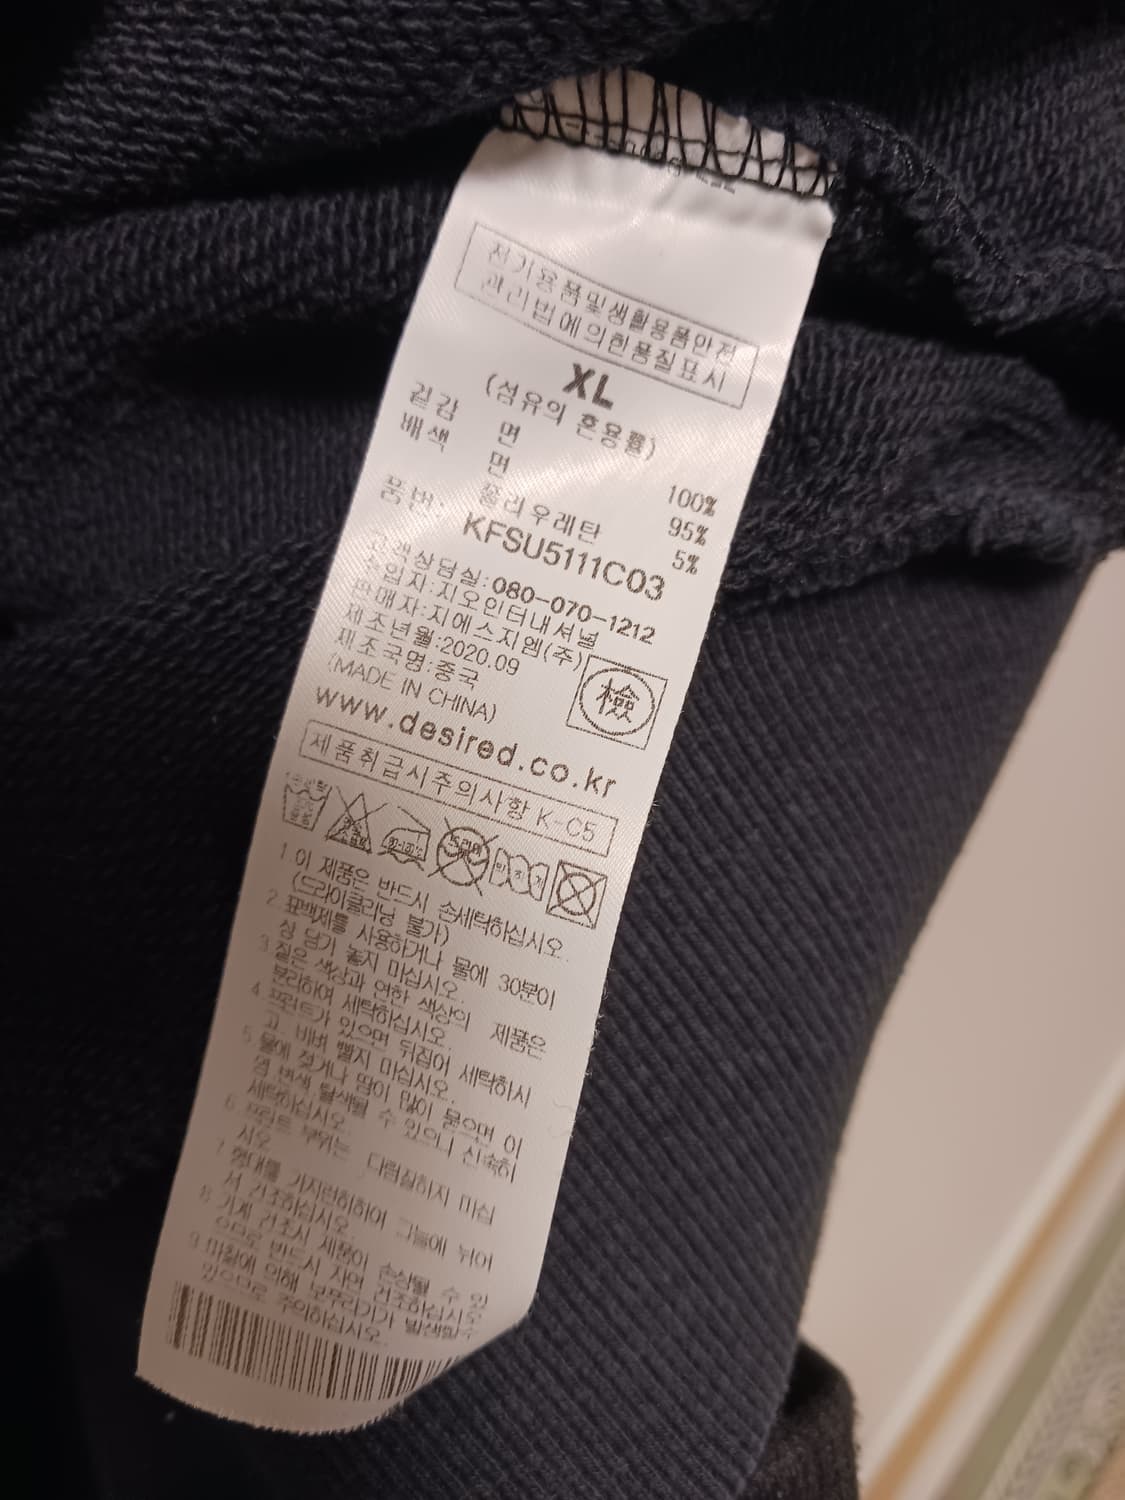 전기용품및생활용품안전
관리법에의한품질표시
XL
(섬유의 혼용률)
겉감 면 100%
배색 면 95%
폴리우레탄 5%
품번: KFSU5111C03
고객상담실:080-070-1212
수입자:지오인터내셔널
판매자:지에스지엠(주)
제조년월:2020.09
제조국명:중국
(MADE IN CHINA)
檢
www.desired.co.kr
제품취급시주의사항 K-C5
드라이
1 이 제품은 반드시 손세탁하십시오.
(드라이클리닝 불가)
2. 표백제를 사용하거나 물에 30분이
상 담가 놓지 마십시오.
3 짙은 색상과 연한 색상의 제품은
분리하여 세탁하십시오.
4 프린트가 있으면 뒤집어 세탁하시
고, 비벼 빨지 마십시오.
5 물에 젖거나 땀이 많이 묻으면 이
염 변색 탈색될 수 있으니 신속히
세탁하십시오.
6 프린트 부위는 다림질하지 마십
시오.
7 형태를 가지런히하여 그늘에 뉘어
서 건조하십시오.
8 기계 건조시 제품이 손상될 수 있
으므로 반드시 자연 건조하십시오
9 마찰에 의해 보푸라기가 발생될수
있으므로 주의하십시오.